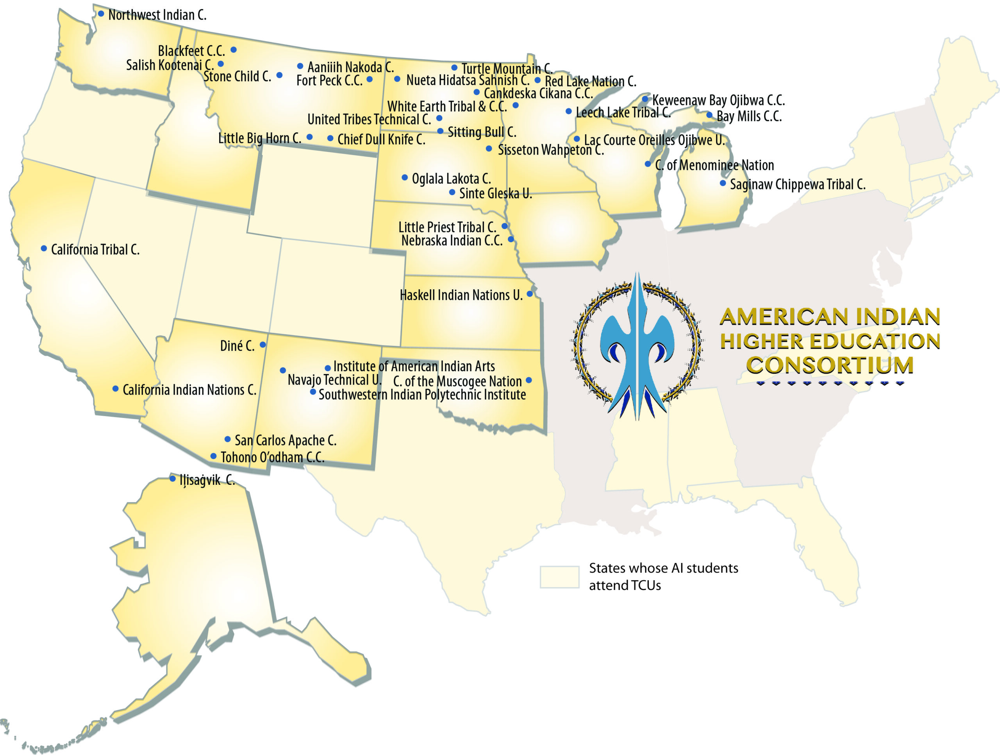 Northwest Indian C.
Blackfeet C.C.
Salish Kootenai C.
Stone Child C.
Aaniiih Nakoda C.
Fort Peck C.C.
Turtle Mountain C.
Nueta Hidatsa Sahnish C.
Red Lake Nation C.
Cankdeska Cikana C.C.
White Earth Tribal & C.C.
Keweenaw Bay Ojibwa C.C.
Leech Lake Tribal C.
Bay Mills C.C.
United Tribes Technical C.
Sitting Bull C.
Little Big Horn C.
Chief Dull Knife C.
Lac Courte Oreilles Ojibwe U.
Sisseton Wahpeton C.
C. of Menominee Nation
Oglala Lakota C.
Saginaw Chippewa Tribal C.
Sinte Gleska U.
Little Priest Tribal C.
Nebraska Indian C.C.
California Tribal C.
Haskell Indian Nations U.
AMERICAN INDIAN
HIGHER EDUCATION
CONSORTIUM
Diné C.
Institute of American Indian Arts
Navajo Technical U.
C. of the Muscogee Nation
California Indian Nations C.
Southwestern Indian Polytechnic Institute
San Carlos Apache C.
Tohono O’odham C.C.
Iḷisaġvik C.
States whose AI students
attend TCUs